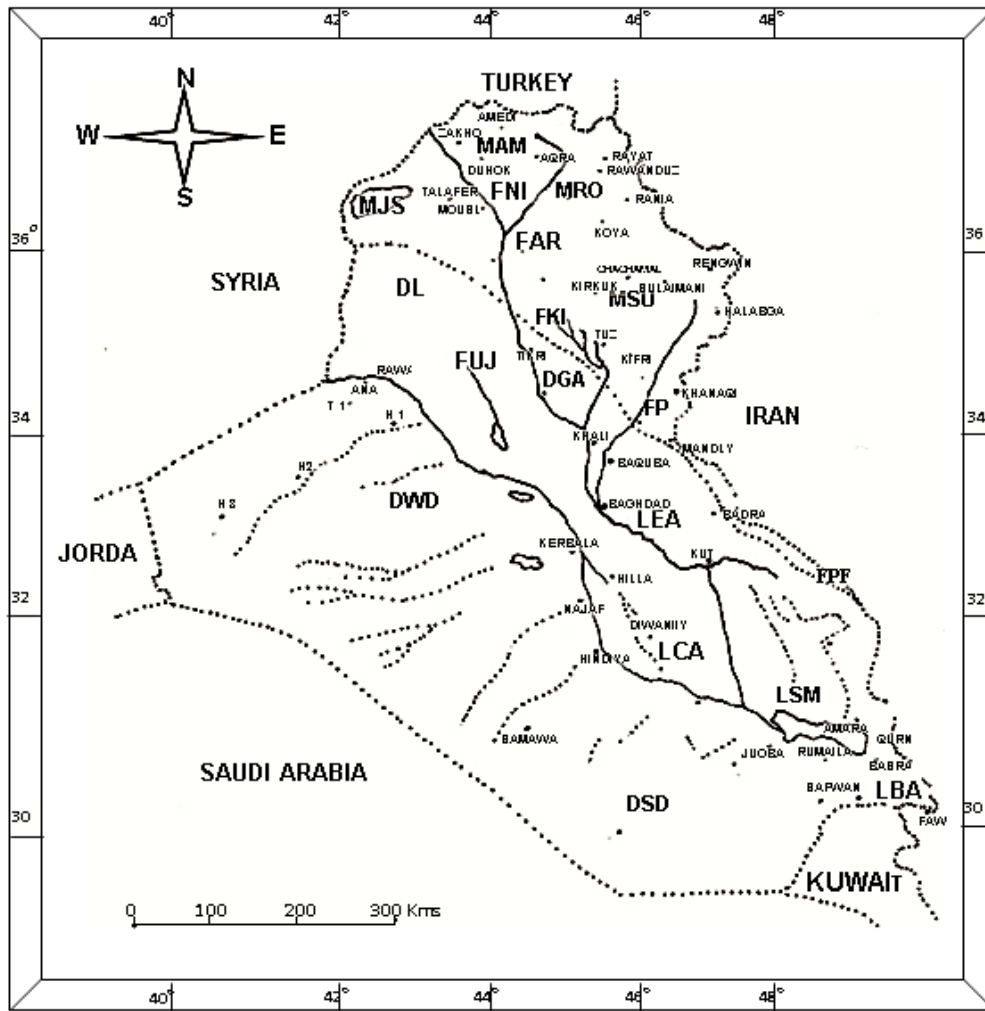 40°
42°
44°
46°
48°
N
W
E
S
TURKEY
AMEDI
ZAKHO
MAM
DUHOK
AQRA
RAYAT
RAWANDUZ
FNI
MRO
TALAFER
MJS
MOUSL
RANIA
KOYA
36°
36
FAR
SYRIA
DL
CHACHAMAL
PENGWIN
KIRKUK
SULAIMANI
MSU
HALABGA
FKI
TUZ
TIKRI
KIFRI
FUJ
DGA
RAWA
ANA
T 1
H 1
FP
KHANAQI
IRAN
34
34
KHALI
MANDLY
H2
BAQUBA
DWD
H3
BAGHDAD
LEA
BADRA
JORDA
KERBALA
KUT
HILLA
FPF
32
32
NAJAF
DIWANIY
LCA
HINDIYA
LSM
AMARA
QURN
SAMAWA
JUOBA
RUMAILA
BASRA
SAUDI ARABIA
DSD
SAPWAN
LBA
FAW
30
30
KUWAIT
0
100
200
300 Kms
40°
42°
44°
46°
48°